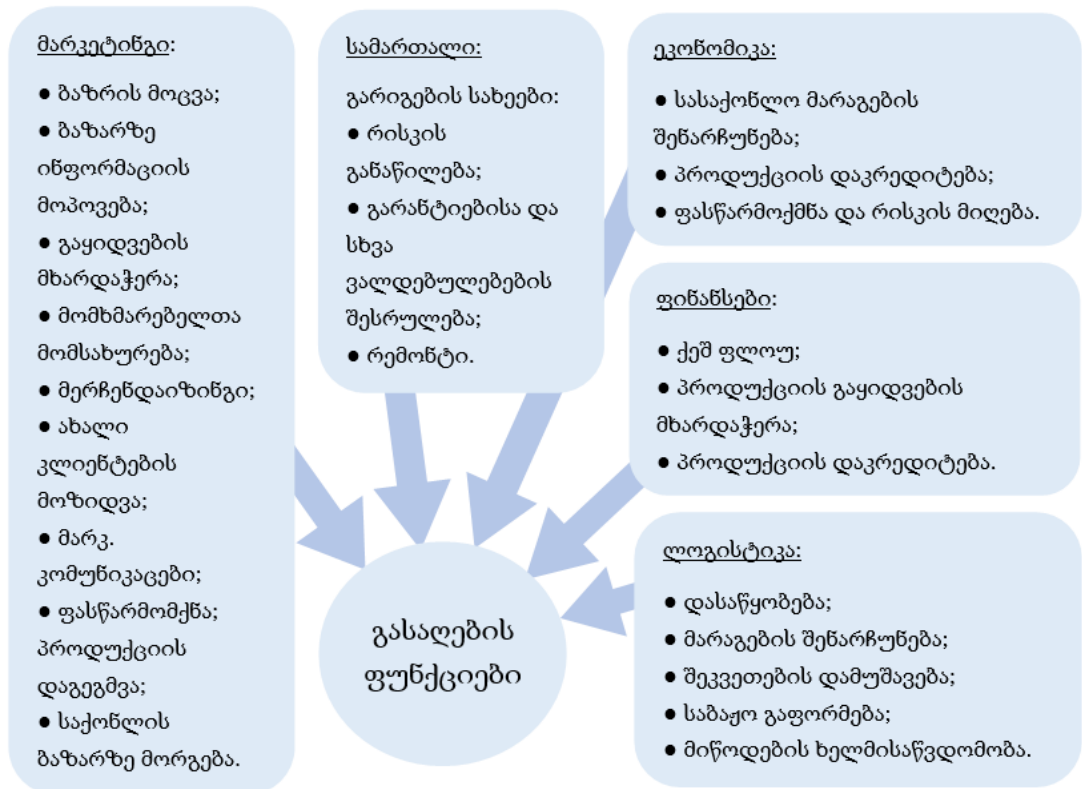 მარკეტინგი:
● ბაზრის მოცვა;
● ბაზარზე
ინფორმაციის
მოპოვება;
● გაყიდვების
მხარდაჭერა;
● მომხმარებელთა
მომსახურება;
● მერჩენდაიზინგი;
● ახალი
კლიენტების
მოზიდვა;
● მარკ.
კომუნიკაცები;
● ფასწარმომქნა;
პროდუქციის
დაგეგმვა;
● საქონლის
ბაზარზე მორგება.
სამართალი:
გარიგების სახეები:
● რისკის
განაწილება;
● გარანტიებისა და
სხვა
ვალდებულებების
შესრულება;
● რემონტი.
ეკონომიკა:
● სასაქონლო მარაგების
შენარჩუნება;
● პროდუქციის დაკრედიტება;
● ფასწარმოქმნა და რისკის მიღება.
ფინანსები:
● ქეშ ფლოუ;
● პროდუქციის გაყიდვების
მხარდაჭერა;
● პროდუქციის დაკრედიტება.
ლოგისტიკა:
● დასაწყობება;
● მარაგების შენარჩუნება;
● შეკვეთების დამუშავება;
● საბაჟო გაფორმება;
● მიწოდების ხელმისაწვდომობა.
გასაღების
ფუნქციები